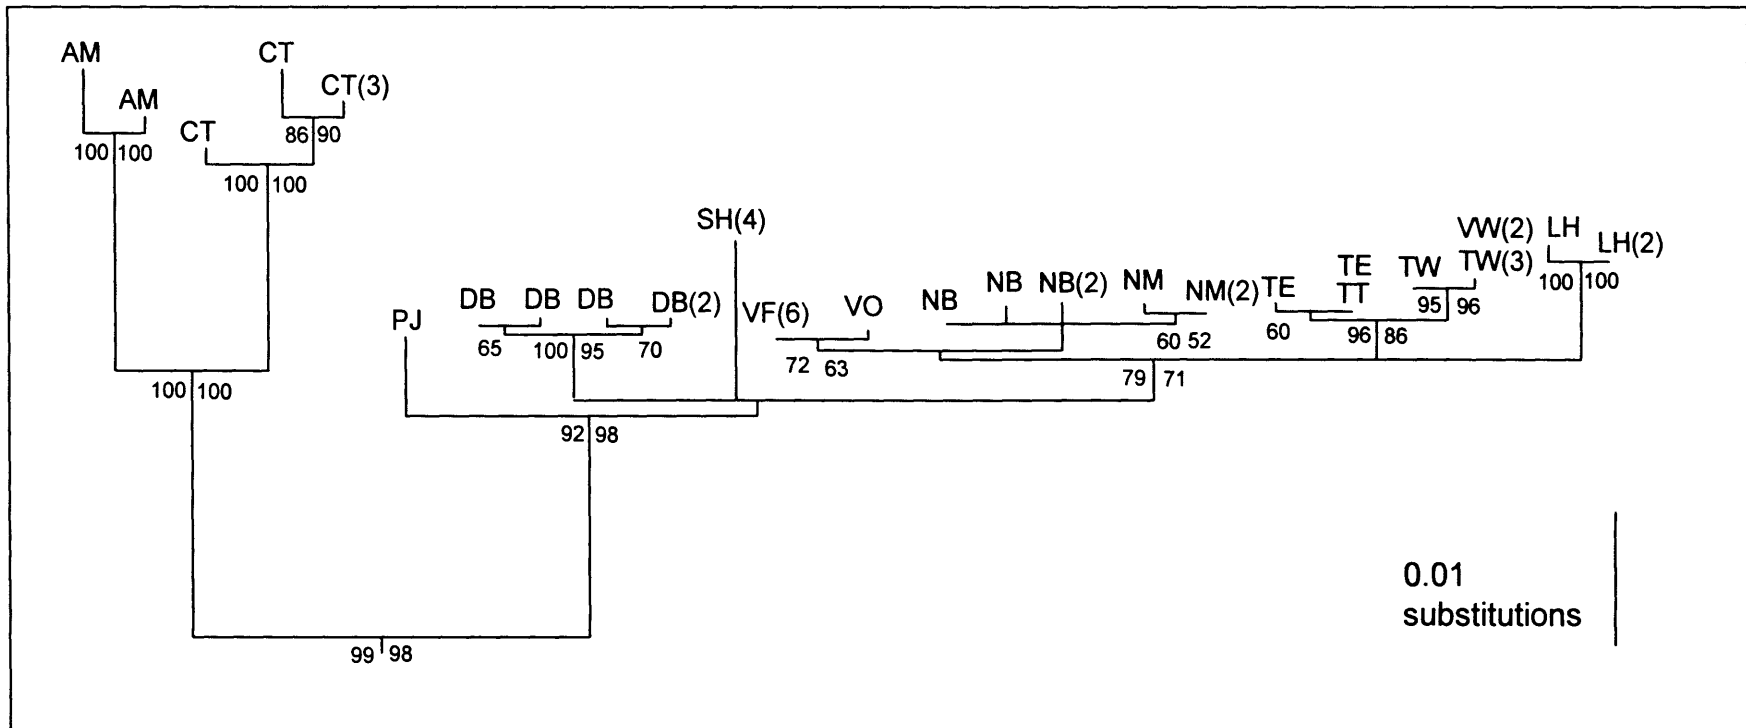 AM
AM
100 100
CT
CT(3)
CT
86 90
100 100
100 100
SH(4)
PJ
DB
DB
DB
DB(2)
65
100 95
70
VF(6)
VO
72 63
NB
NB
NB(2)
NM
NM(2)
60 52
TE
60
TE
TT
TW
VW(2)
TW(3)
95 96
96 86
LH
LH(2)
100 100
79 71
92 98
99 98
0.01
substitutions